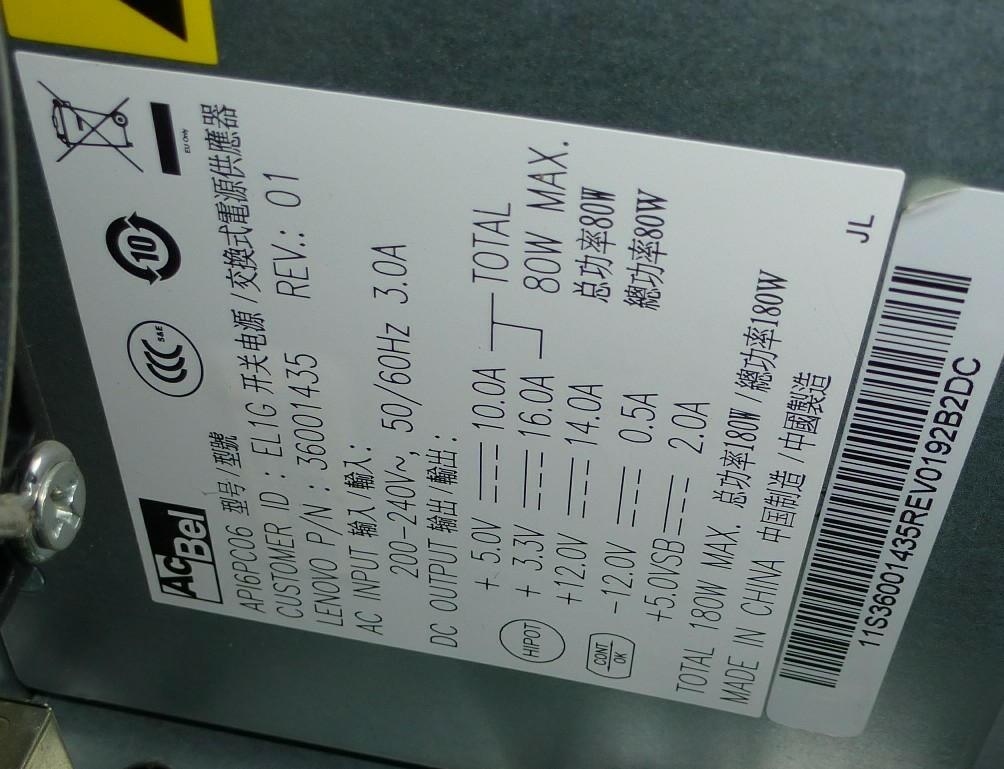 EU Only
10
CCC S&E
AcBel
API6PC06 型号/型號
CUSTOMER ID : EL1G 开关电源 /交換式電源供應器
LENOVO P/N : 36001435 REV.: 01
AC INPUT 输入/輸入:
200-240V~, 50/60Hz 3.0A
DC OUTPUT 输出/輸出:
+ 5.0V 10.0A TOTAL
+ 3.3V 16.0A 80W MAX.
+12.0V 14.0A 总功率80W
-12.0V 0.5A 總功率80W
+5.0VSB 2.0A
HIPOT
CONT OK
TOTAL 180W MAX. 总功率180W /總功率180W
MADE IN CHINA 中国制造 /中國製造
JL
11S36001435REV0192B2DC